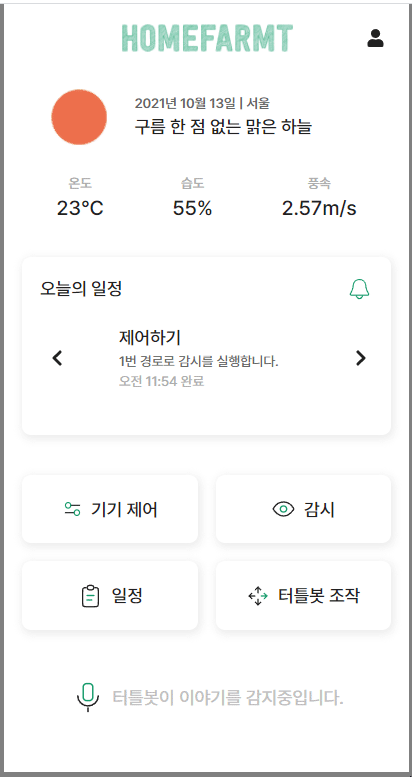 HOMEFARMT
2021년 10월 13일 | 서울
구름 한 점 없는 맑은 하늘
온도 습도 풍속
23°C 55% 2.57m/s
오늘의 일정
제어하기
1번 경로로 감시를 실행합니다.
오전 11:54 완료
기기 제어 감시
일정 터틀봇 조작
터틀봇이 이야기를 감지중입니다.